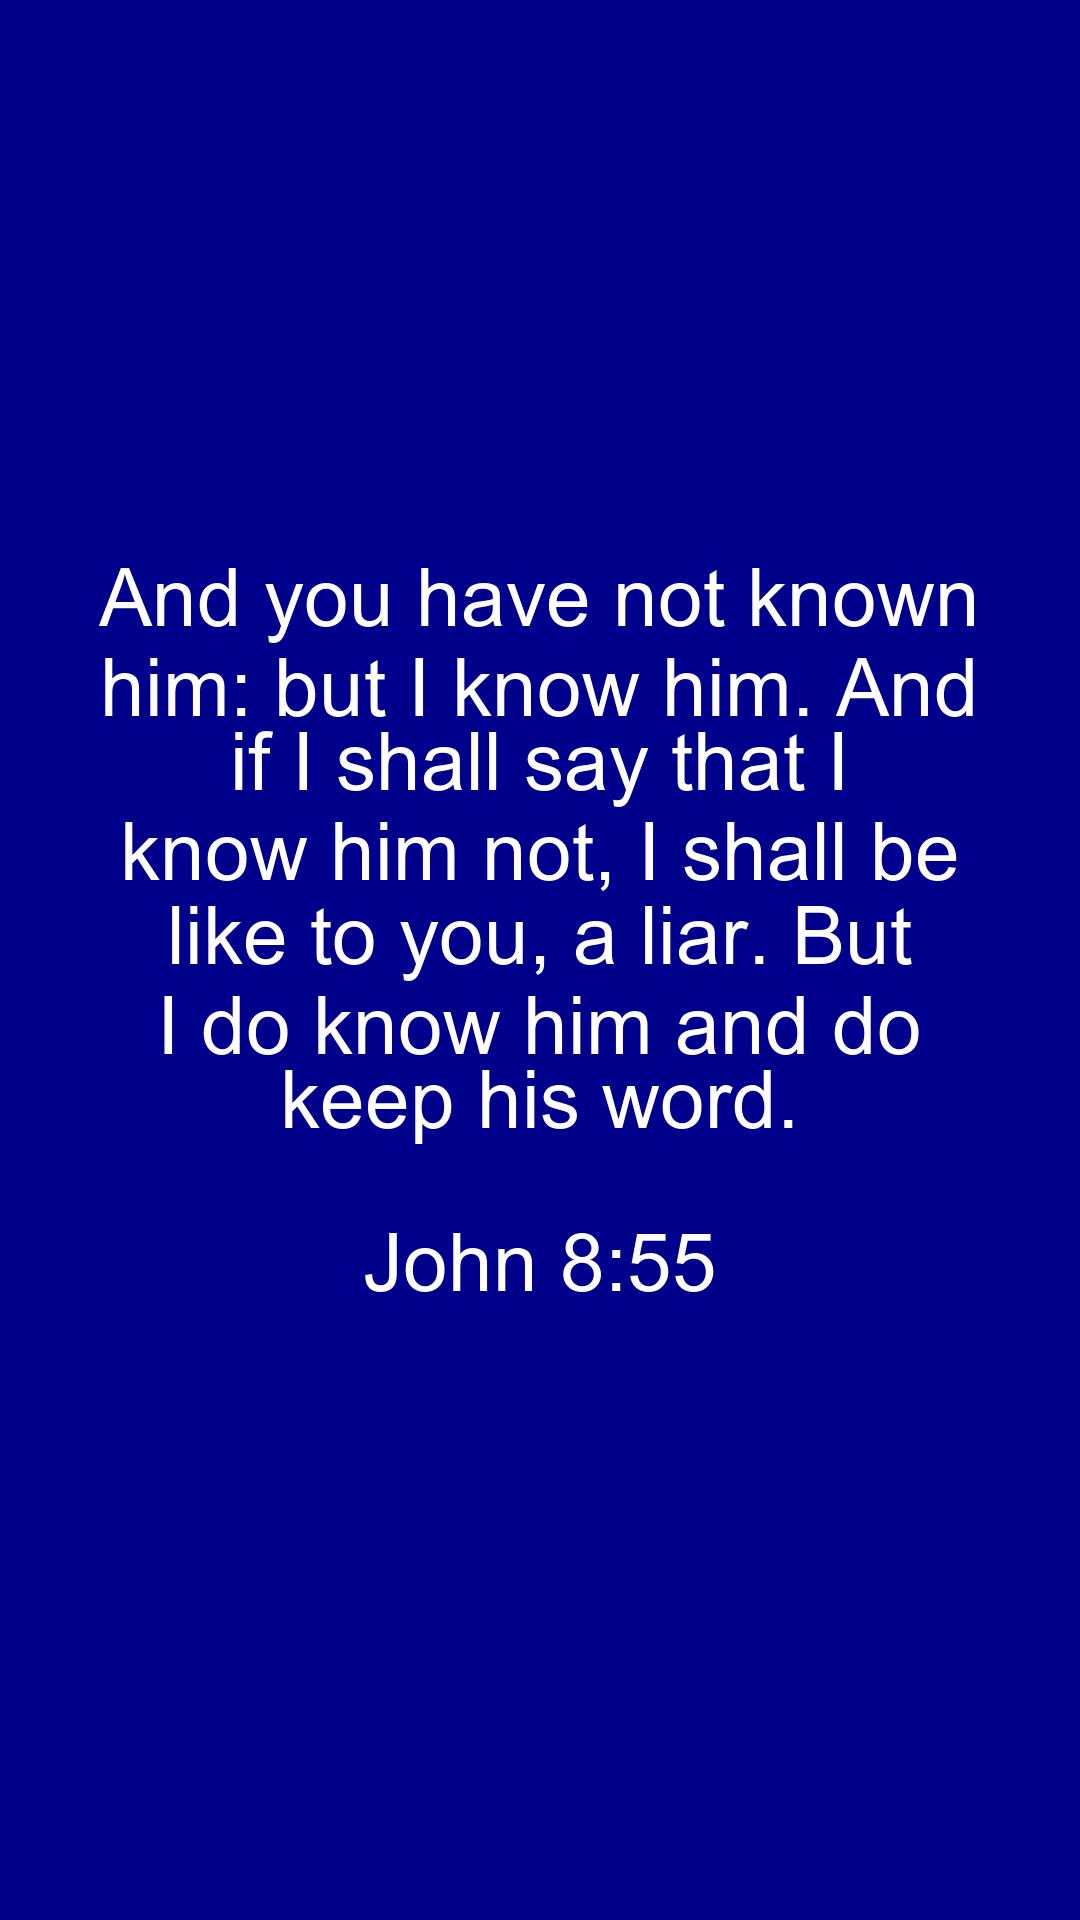 And you have not known
him: but I know him. And
if I shall say that I
know him not, I shall be
like to you, a liar. But
I do know him and do
keep his word.
John 8:55